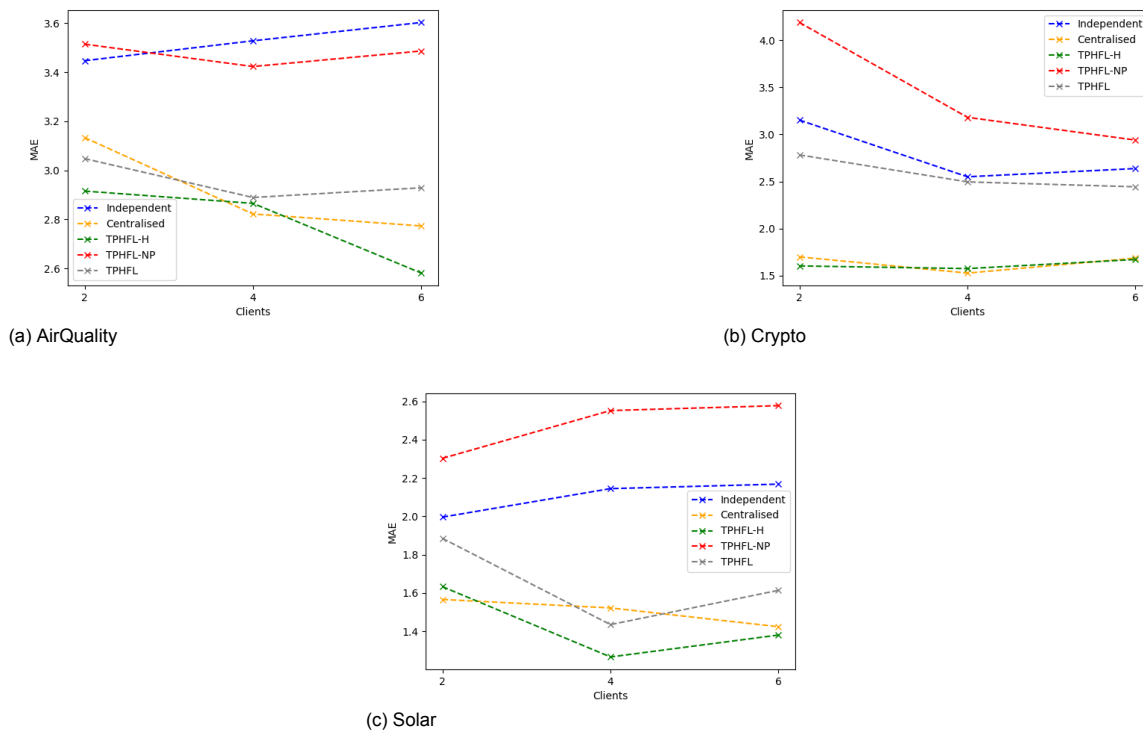 3.6
3.4
3.2
3.0
2.8
2.6
MAE
Independent
Centralised
TPHFL-H
TPHFL-NP
TPHFL
2 4 6
Clients
(a) AirQuality
4.0
3.5
3.0
2.5
2.0
1.5
MAE
Independent
Centralised
TPHFL-H
TPHFL-NP
TPHFL
2 4 6
Clients
(b) Crypto
2.6
2.4
2.2
2.0
1.8
1.6
1.4
MAE
Independent
Centralised
TPHFL-H
TPHFL-NP
TPHFL
2 4 6
Clients
(c) Solar